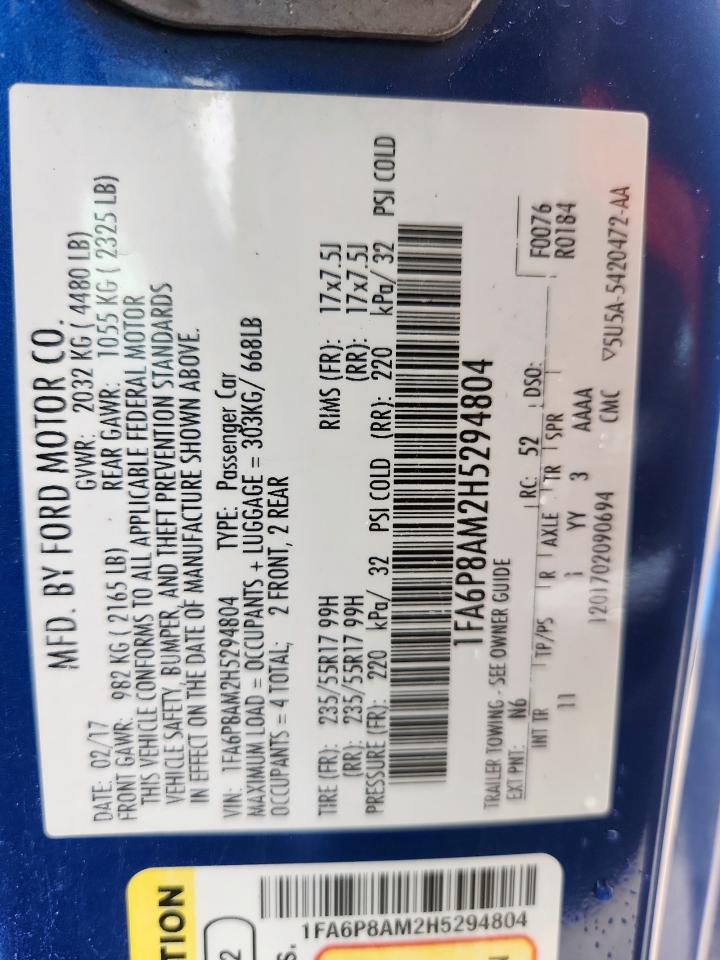 MFD. BY FORD MOTOR CO.
DATE: 02/17 GVWR: 2032 KG ( 4480 LB)
FRONT GAWR: 982 KG ( 2165 LB) REAR GAWR: 1055 KG ( 2325 LB)
THIS VEHICLE CONFORMS TO ALL APPLICABLE FEDERAL MOTOR
VEHICLE SAFETY, BUMPER, AND THEFT PREVENTION STANDARDS
IN EFFECT ON THE DATE OF MANUFACTURE SHOWN ABOVE.
VIN: 1FA6P8AM2H5294804 TYPE: Passenger Car
MAXIMUM LOAD = OCCUPANTS + LUGGAGE = 303KG/ 668LB
OCCUPANTS = 4 TOTAL; 2 FRONT, 2 REAR
TIRE (FR): 235/55R17 99H RIMS (FR): 17x7.5J
(RR): 235/55R17 99H (RR): 17x7.5J
PRESSURE (FR): 220 kPa/ 32 PSI COLD (RR): 220 kPa/ 32 PSI COLD
1FA6P8AM2H5294804
TRAILER TOWING - SEE OWNER GUIDE
EXT PNT: N6 RC: 52 DSO: F0076
INT TR TP/PS R AXLE TR SPR R0184
11 1 YY 3 AAAA
1201702090694 CMC ▽5U5A-5420472-AA
TION
2
S.
1FA6P8AM2H5294804